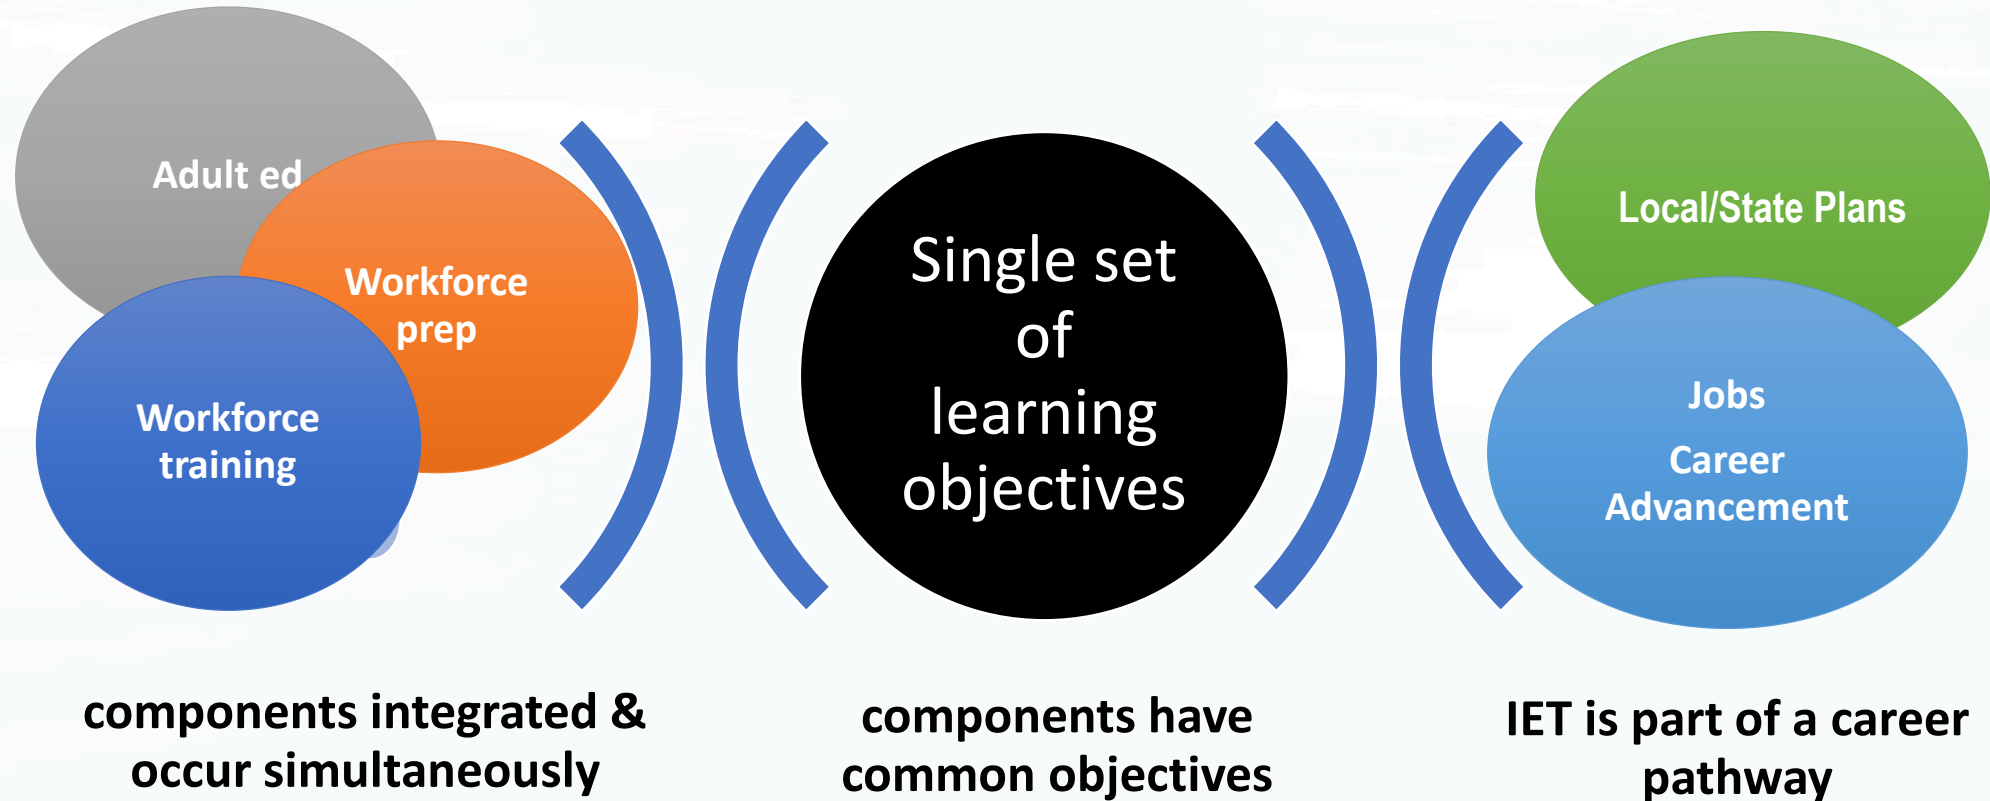 Adult ed
Workforce
prep
Workforce
training
Single set
of
learning
objectives
Local/State Plans
Jobs
Career
Advancement
components integrated &
occur simultaneously
components have
common objectives
IET is part of a career
pathway